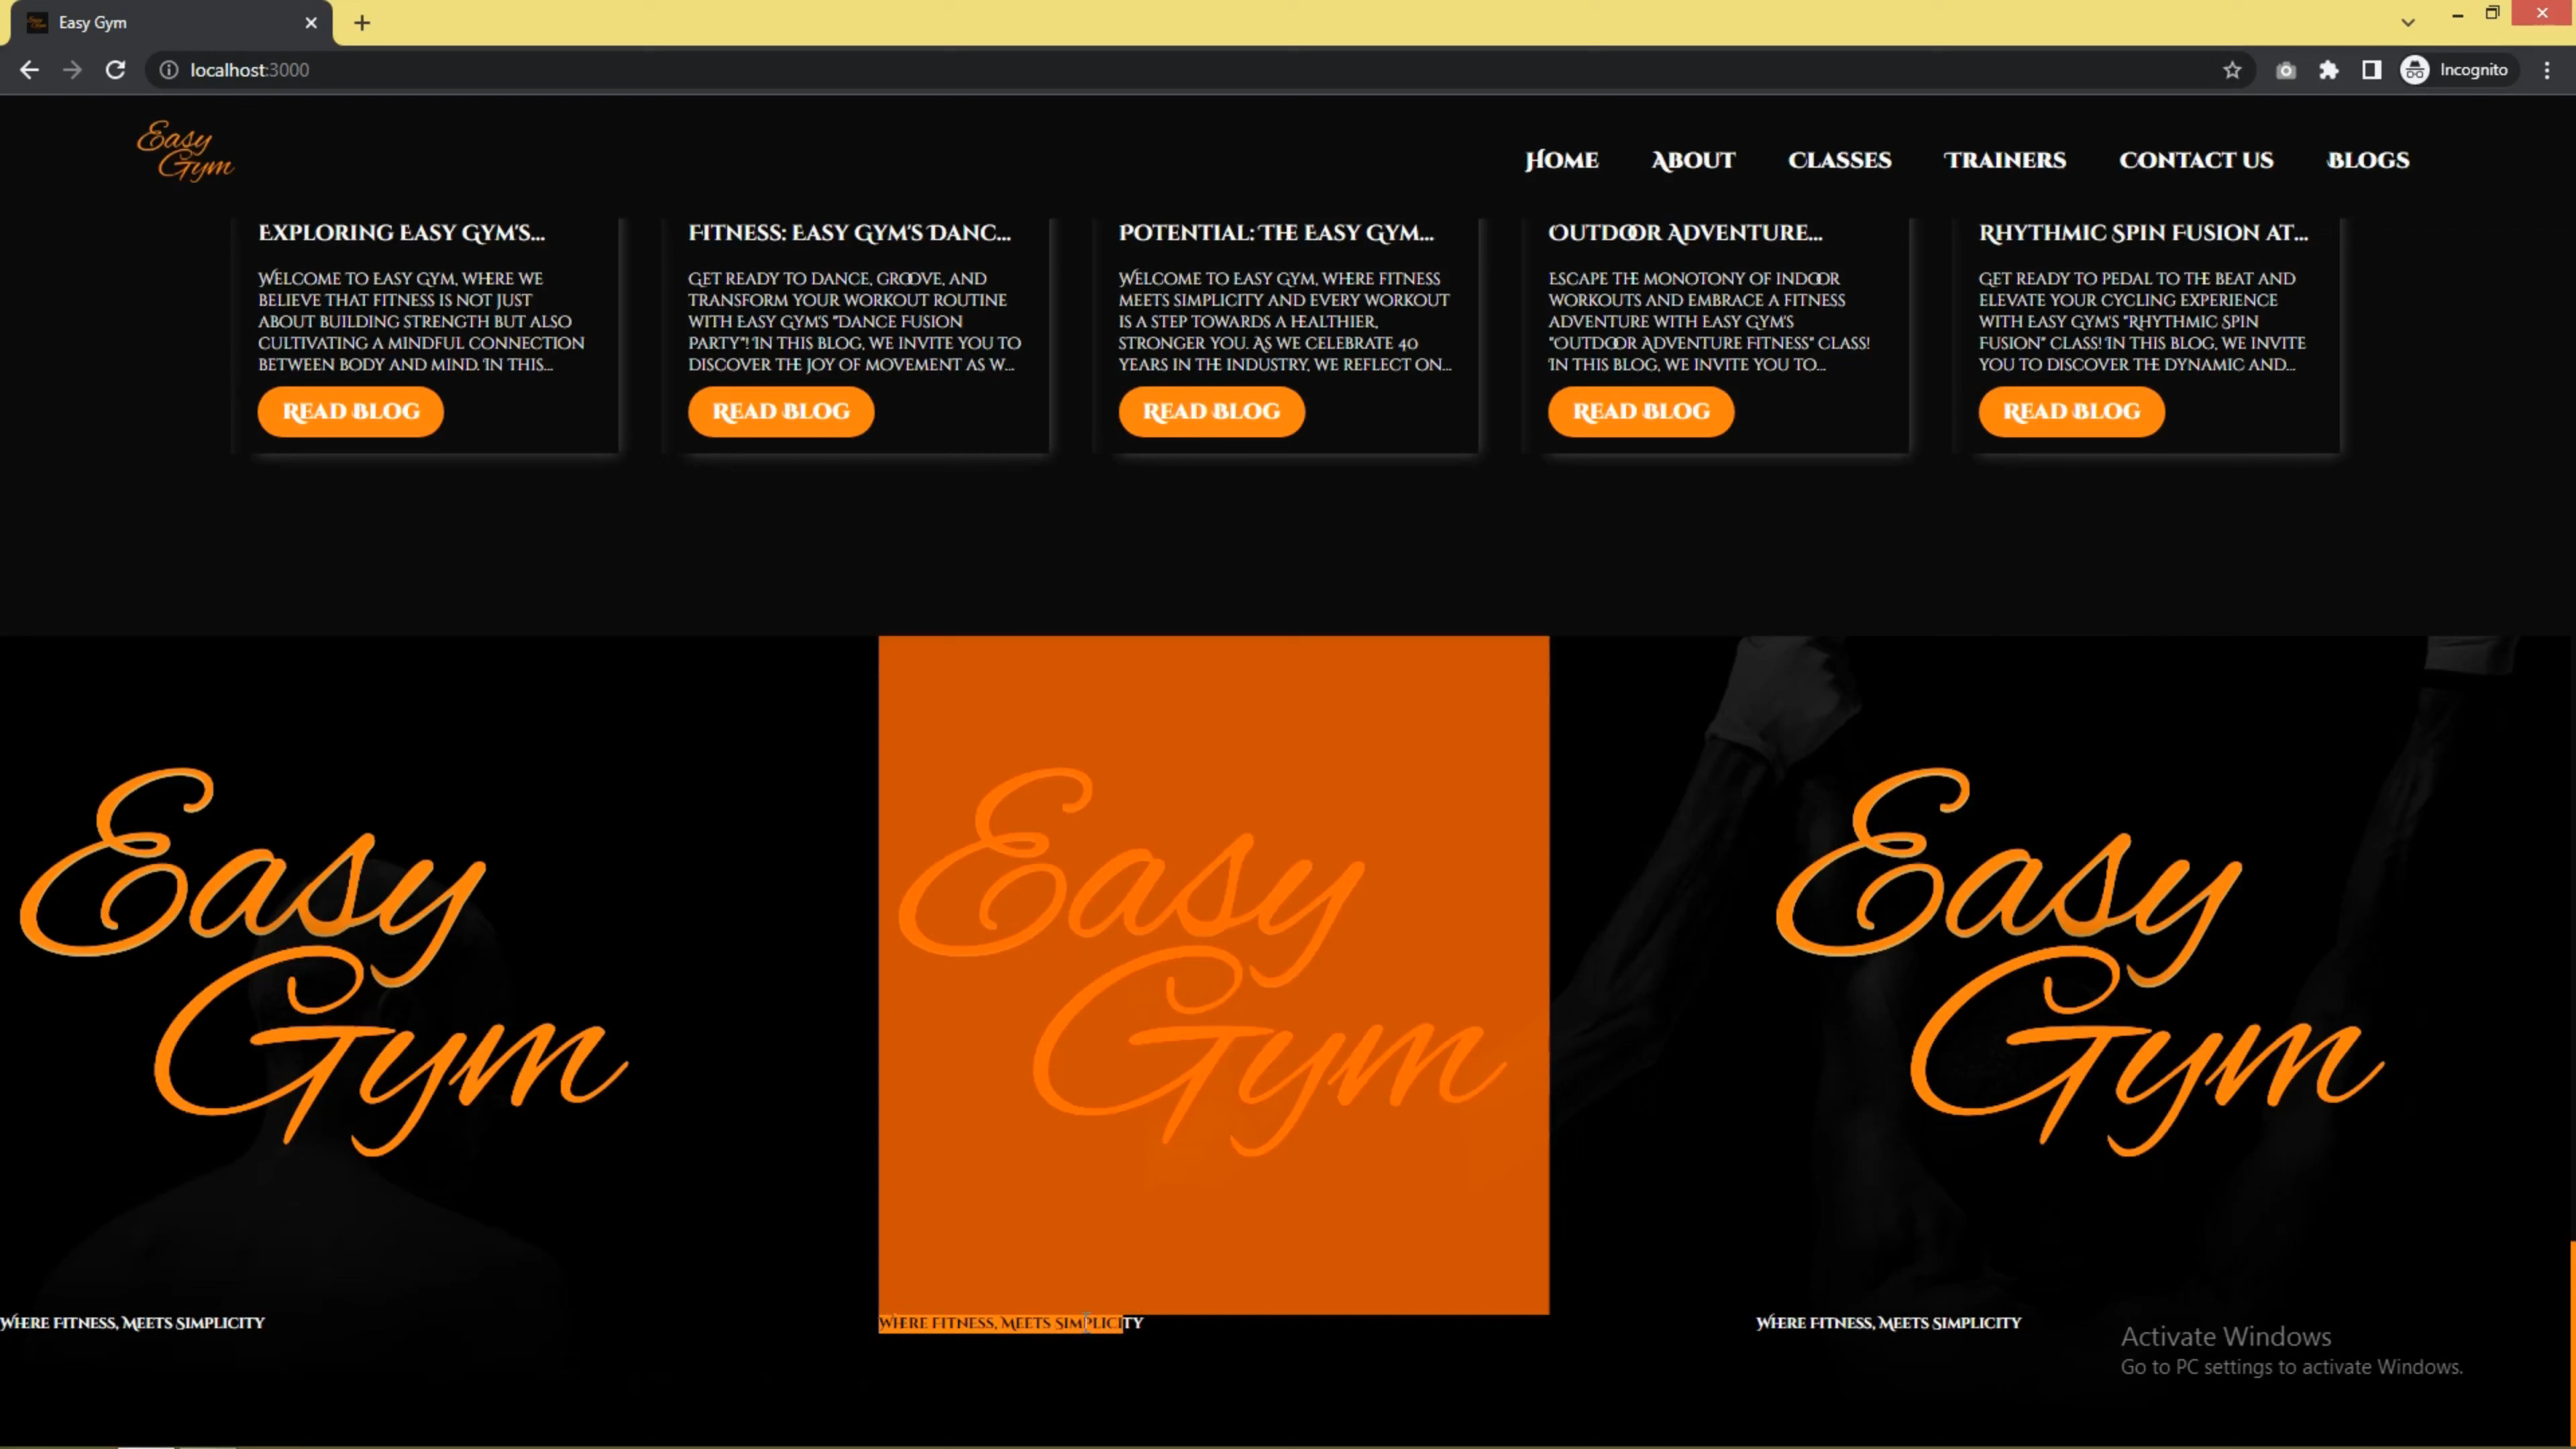 Easy Gym
localhost:3000
Incognito
Easy
Gym
Home About Classes Trainers Contact Us Blogs
Exploring Easy Gym's...
Welcome to Easy Gym, where we
believe that fitness is not just
about building strength but also
cultivating a mindful connection
between body and mind. In this...
Read Blog
Fitness: Easy Gym's Danc...
Get ready to dance, groove, and
transform your workout routine
with Easy Gym's "Dance Fusion
Party"! In this blog, we invite you to
discover the joy of movement as w...
Read Blog
Potential: The Easy Gym...
Welcome to Easy Gym, where fitness
meets simplicity and every workout
is a step towards a healthier,
stronger you. As we celebrate 40
years in the industry, we reflect on...
Read Blog
Outdoor Adventure...
Escape the monotony of indoor
workouts and embrace a fitness
adventure with Easy Gym's
"Outdoor Adventure Fitness" class!
In this blog, we invite you to...
Read Blog
Rhythmic Spin Fusion at...
Get ready to pedal to the beat and
elevate your cycling experience
with Easy Gym's "Rhythmic Spin
Fusion" class! In this blog, we invite
you to discover the dynamic and...
Read Blog
Easy
Gym
Where Fitness, Meets Simplicity
Easy
Gym
Where Fitness, Meets Simplicity
Easy
Gym
Where Fitness, Meets Simplicity
Activate Windows
Go to PC settings to activate Windows.